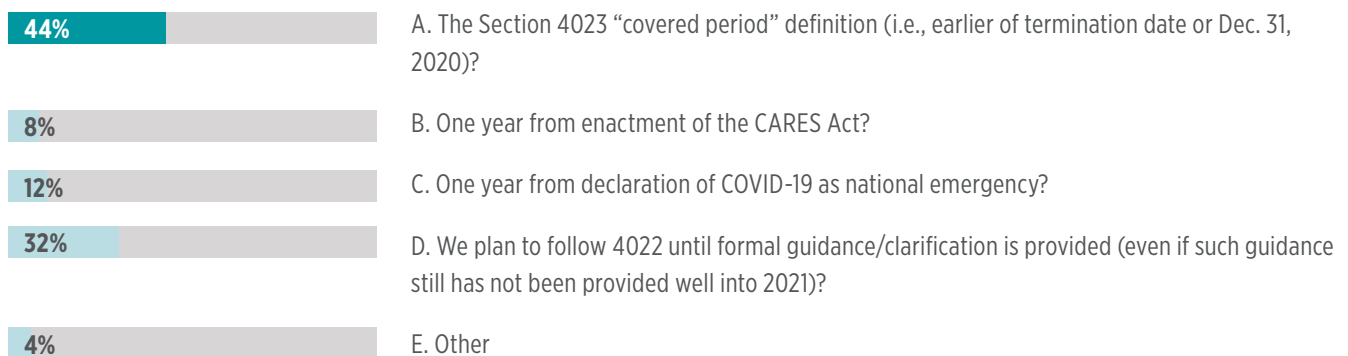 44%
A. The Section 4023 “covered period” definition (i.e., earlier of termination date or Dec. 31,
2020)?
8%
B. One year from enactment of the CARES Act?
12%
C. One year from declaration of COVID-19 as national emergency?
32%
D. We plan to follow 4022 until formal guidance/clarification is provided (even if such guidance
still has not been provided well into 2021)?
4%
E. Other